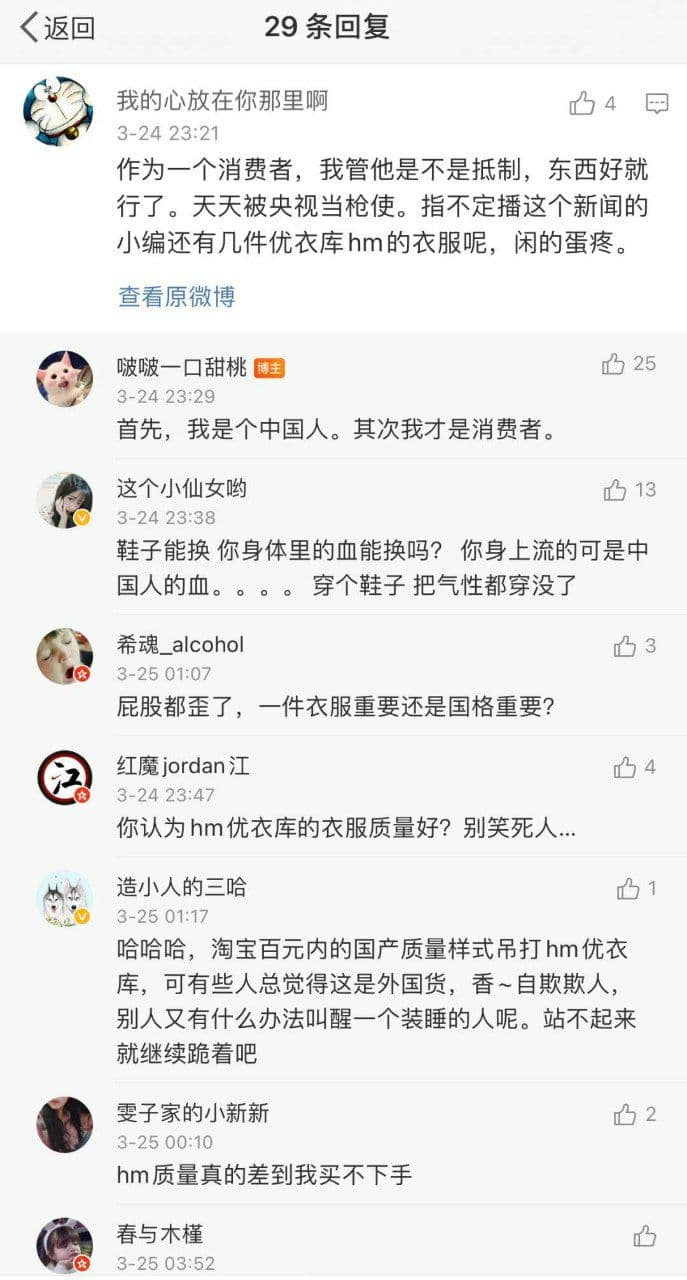 返回
29 条回复
我的心放在你那里啊
4
3-24 23:21
作为一个消费者，我管他是不是抵制，东西好就
行了。天天被央视当枪使。指不定播这个新闻的
小编还有几件优衣库hm的衣服呢，闲的蛋疼。
查看原微博
啵啵一口甜桃 博主
25
3-24 23:29
首先，我是个中国人。其次我才是消费者。
这个小仙女哟
13
3-24 23:38
鞋子能换 你身体里的血能换吗？ 你身上流的可是中
国人的血。。。。 穿个鞋子 把气性都穿没了
希魂_alcohol
3
3-25 01:07
屁股都歪了，一件衣服重要还是国格重要？
红魔jordan江
4
3-24 23:47
你认为hm优衣库的衣服质量好？别笑死人...
江
造小人的三哈
1
3-25 01:17
哈哈哈，淘宝百元内的国产质量样式吊打hm优衣
库，可有些人总觉得这是外国货，香~自欺欺人，
别人又有什么办法叫醒一个装睡的人呢。站不起来
就继续跪着吧
雯子家的小新新
2
3-25 00:10
hm质量真的差到我买不下手
春与木槿
3-25 03:52